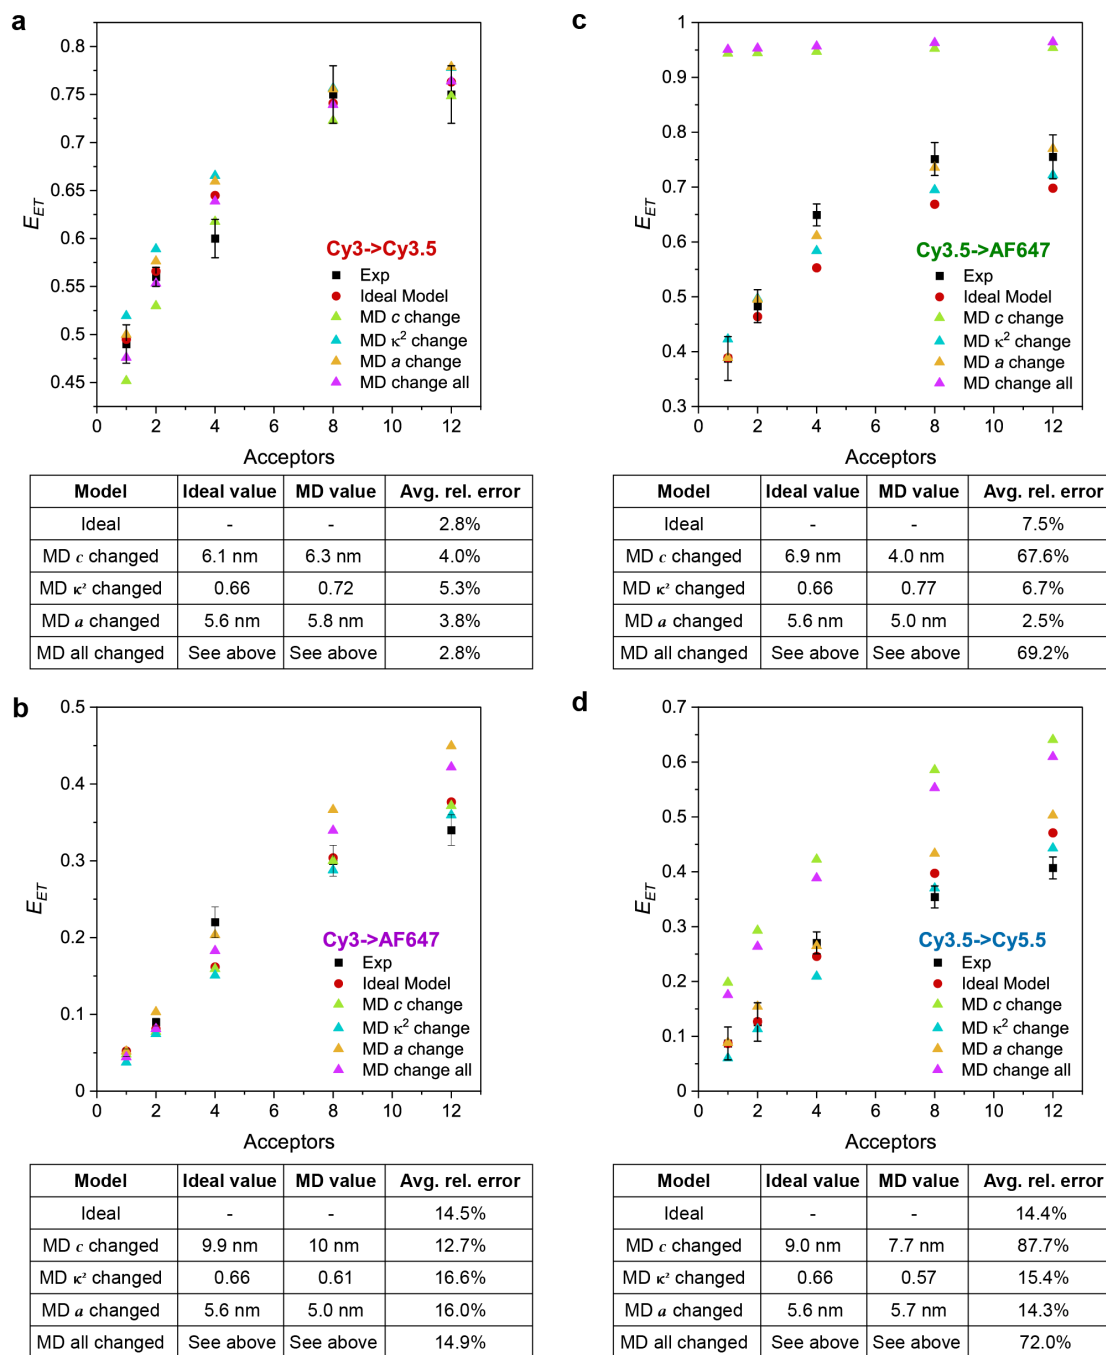 a
0.8
0.75
0.7
0.65
0.6
0.55
0.5
0.45
E_ET
0 2 4 6 8 10 12
Acceptors
Cy3->Cy3.5
Exp
Ideal Model
MD c change
MD κ² change
MD a change
MD change all
Model Ideal value MD value Avg. rel. error
Ideal - - 2.8%
MD c changed 6.1 nm 6.3 nm 4.0%
MD κ² changed 0.66 0.72 5.3%
MD a changed 5.6 nm 5.8 nm 3.8%
MD all changed See above See above 2.8%
b
0.5
0.4
0.3
0.2
0.1
0
E_ET
0 2 4 6 8 10 12
Acceptors
Cy3->AF647
Exp
Ideal Model
MD c change
MD κ² change
MD a change
MD change all
Model Ideal value MD value Avg. rel. error
Ideal - - 14.5%
MD c changed 9.9 nm 10 nm 12.7%
MD κ² changed 0.66 0.61 16.6%
MD a changed 5.6 nm 5.0 nm 16.0%
MD all changed See above See above 14.9%
c
1
0.9
0.8
0.7
0.6
0.5
0.4
0.3
E_ET
0 2 4 6 8 10 12
Acceptors
Cy3.5->AF647
Exp
Ideal Model
MD c change
MD κ² change
MD a change
MD change all
Model Ideal value MD value Avg. rel. error
Ideal - - 7.5%
MD c changed 6.9 nm 4.0 nm 67.6%
MD κ² changed 0.66 0.77 6.7%
MD a changed 5.6 nm 5.0 nm 2.5%
MD all changed See above See above 69.2%
d
0.7
0.6
0.5
0.4
0.3
0.2
0.1
0
E_ET
0 2 4 6 8 10 12
Acceptors
Cy3.5->Cy5.5
Exp
Ideal Model
MD c change
MD κ² change
MD a change
MD change all
Model Ideal value MD value Avg. rel. error
Ideal - - 14.4%
MD c changed 9.0 nm 7.7 nm 87.7%
MD κ² changed 0.66 0.57 15.4%
MD a changed 5.6 nm 5.7 nm 14.3%
MD all changed See above See above 72.0%